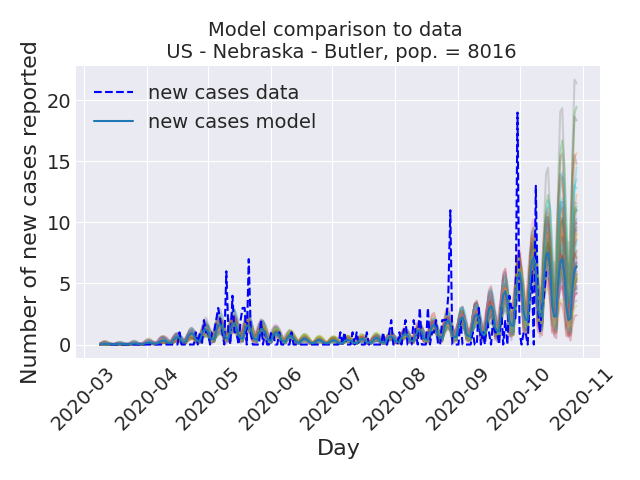 Model comparison to data
US - Nebraska - Butler, pop. = 8016
Number of new cases reported
new cases data
new cases model
20
15
10
5
0
2020-03
2020-04
2020-05
2020-06
2020-07
2020-08
2020-09
2020-10
2020-11
Day